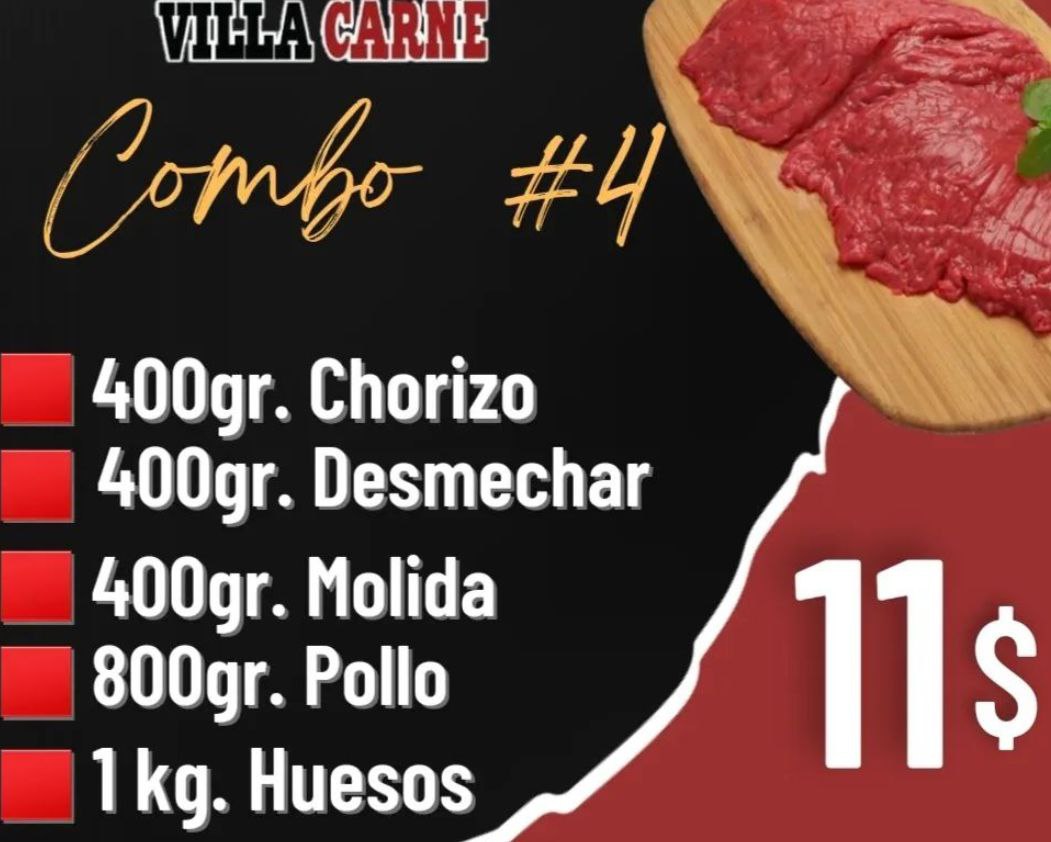 VILLA CARNE
Combo #4
400gr. Chorizo
400gr. Desmechar
400gr. Molida
800gr. Pollo
1 kg. Huesos
11$